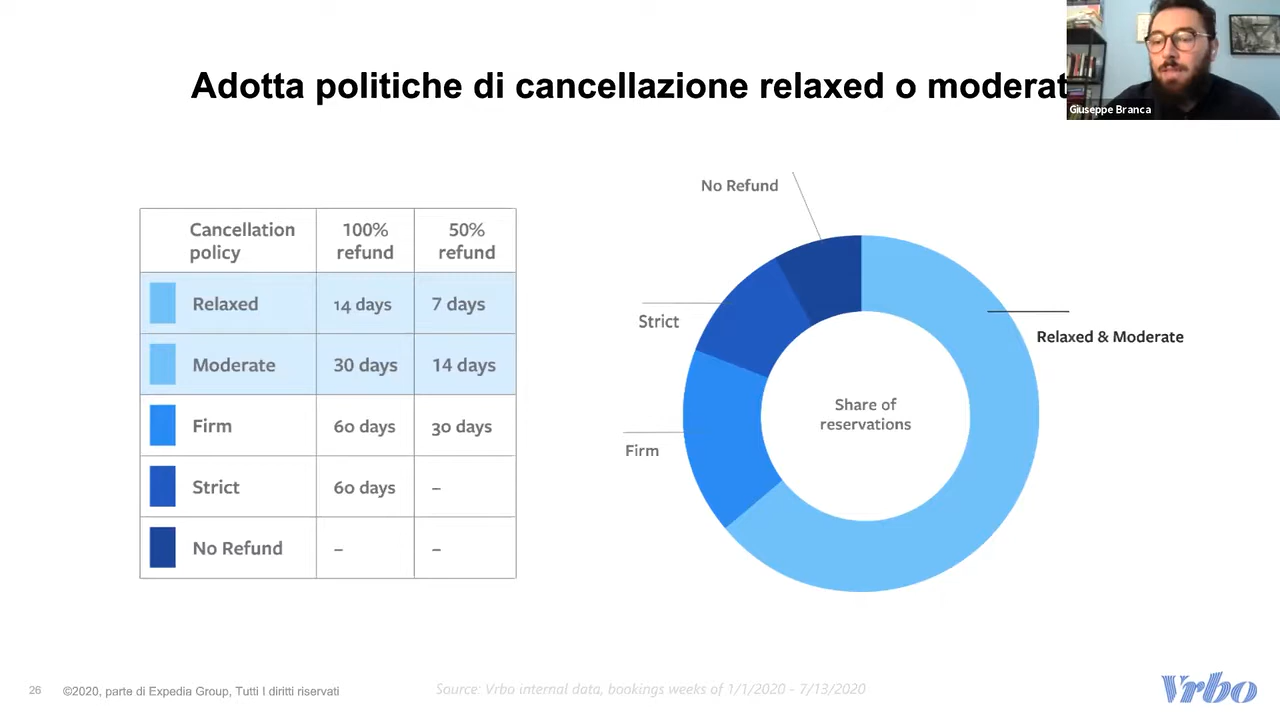 Adotta politiche di cancellazione relaxed o moderat
Giuseppe Branca
Cancellation policy 100% refund 50% refund
Relaxed 14 days 7 days
Moderate 30 days 14 days
Firm 60 days 30 days
Strict 60 days –
No Refund – –
No Refund
Strict
Firm
Relaxed & Moderate
Share of
reservations
26 ©2020, parte di Expedia Group, Tutti I diritti riservati
Source: Vrbo internal data, bookings weeks of 1/1/2020 - 7/13/2020
Vrbo